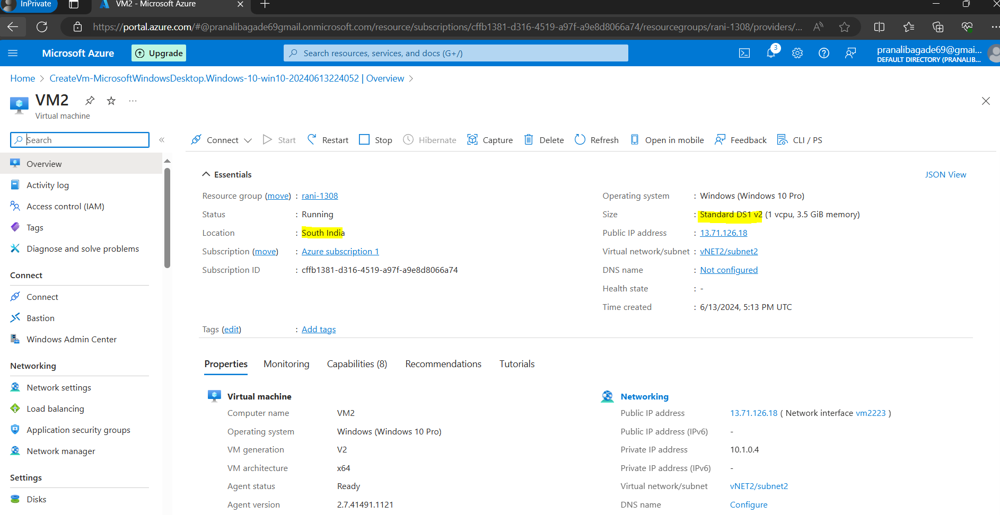 InPrivate
VM2 - Microsoft Azure
https://portal.azure.com/#@pranalibagade69gmail.onmicrosoft.com/resource/subscriptions/cffb1381-d316-4519-a97f-a9e8d8066a74/resourcegroups/rani-1308/providers/...
Microsoft Azure
Upgrade
Search resources, services, and docs (G+/)
3
pranalibagade69@gmai...
DEFAULT DIRECTORY (PRANALIB...
Home > CreateVm-MicrosoftWindowsDesktop.Windows-10-win10-20240613224052 | Overview >
VM2
Virtual machine
Search
Connect
Start
Restart
Stop
Hibernate
Capture
Delete
Refresh
Open in mobile
Feedback
CLI / PS
Overview
Activity log
Access control (IAM)
Tags
Diagnose and solve problems
Connect
Connect
Bastion
Windows Admin Center
Networking
Network settings
Load balancing
Application security groups
Network manager
Settings
Disks
Essentials
JSON View
Resource group (move) : rani-1308
Status : Running
Location : South India
Subscription (move) : Azure subscription 1
Subscription ID : cffb1381-d316-4519-a97f-a9e8d8066a74
Operating system : Windows (Windows 10 Pro)
Size : Standard DS1 v2 (1 vcpu, 3.5 GiB memory)
Public IP address : 13.71.126.18
Virtual network/subnet : vNET2/subnet2
DNS name : Not configured
Health state : -
Time created : 6/13/2024, 5:13 PM UTC
Tags (edit) : Add tags
Properties
Monitoring
Capabilities (8)
Recommendations
Tutorials
Virtual machine
Computer name VM2
Operating system Windows (Windows 10 Pro)
VM generation V2
VM architecture x64
Agent status Ready
Agent version 2.7.41491.1121
Networking
Public IP address 13.71.126.18 ( Network interface vm2223 )
Public IP address (IPv6) -
Private IP address 10.1.0.4
Private IP address (IPv6) -
Virtual network/subnet vNET2/subnet2
DNS name Configure